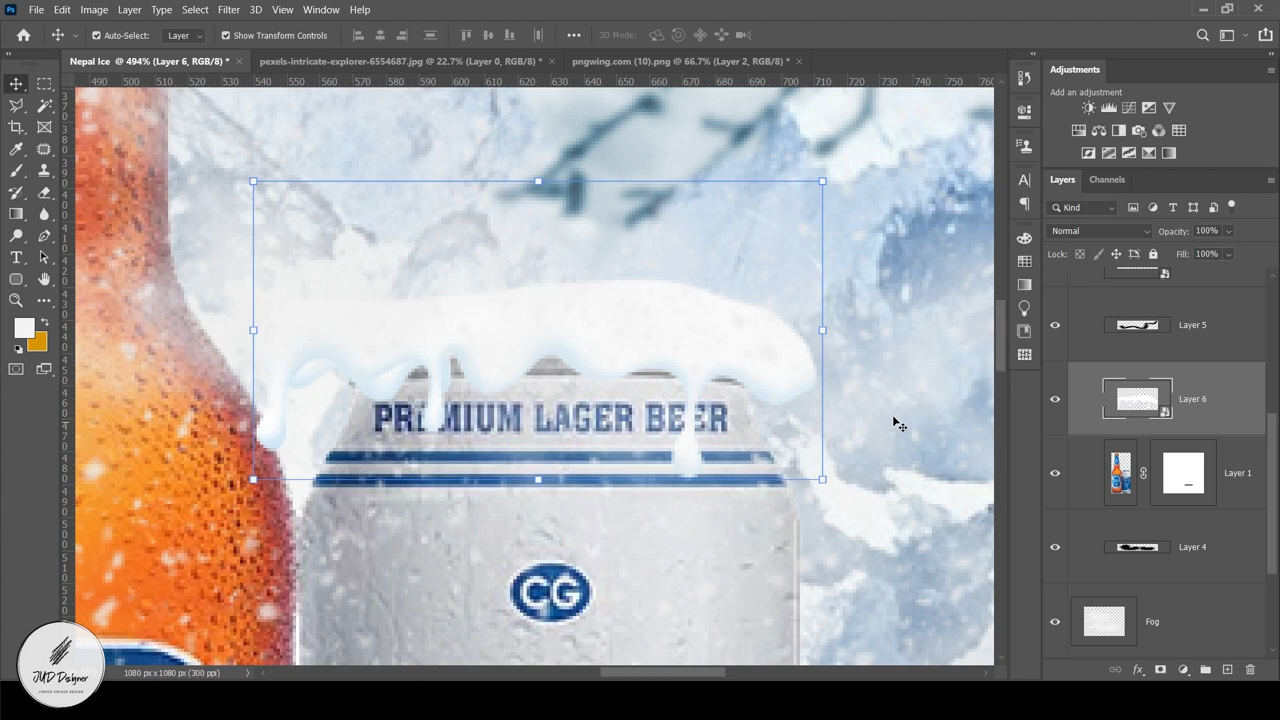 Ps File Edit Image Layer Type Select Filter 3D View Window Help
Auto-Select: Layer Show Transform Controls 3D Mode:
Nepal Ice @ 494% (Layer 6, RGB/8) * × pexels-intricate-explorer-6554687.jpg @ 22.7% (Layer 0, RGB/8) * × pngwing.com (10).png @ 66.7% (Layer 2, RGB/8) * ×
490 500 510 520 530 540 550 560 570 580 590 600 610 620 630 640 650 660 670 680 690 700 710 720 730 740 750 760
Adjustments
Add an adjustment
Layers Channels
Kind
Normal Opacity: 100%
Lock: Fill: 100%
Layer 5
Layer 6
PREMIUM LAGER BEER
Layer 1
Layer 4
CG
Fog
JUD Designer
JUNIOR UNIQUE DESIGN
1080 px x 1080 px (300 ppi)